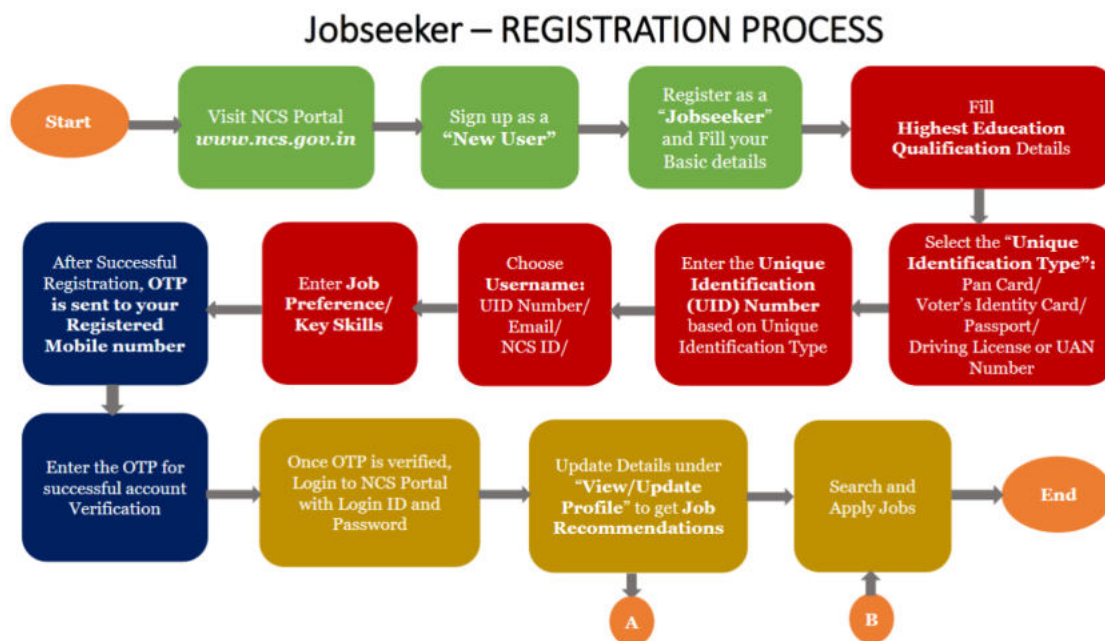 Jobseeker – REGISTRATION PROCESS
Start
Visit NCS Portal
www.ncs.gov.in
Sign up as a
“New User”
Register as a
“Jobseeker”
and Fill your
Basic details
Fill
Highest Education
Qualification Details
Select the “Unique
Identification Type”:
Pan Card/
Voter’s Identity Card/
Passport/
Driving License or UAN
Number
Enter the Unique
Identification
(UID) Number
based on Unique
Identification Type
Choose
Username:
UID Number/
Email/
NCS ID/
Enter Job
Preference/
Key Skills
After Successful
Registration, OTP
is sent to your
Registered
Mobile number
Enter the OTP for
successful account
Verification
Once OTP is verified,
Login to NCS Portal
with Login ID and
Password
Update Details under
“View/Update
Profile” to get Job
Recommendations
Search and
Apply Jobs
End
A
B